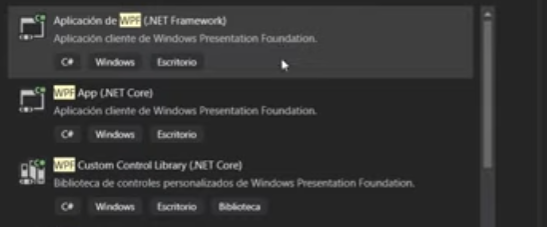 Aplicación de WPF (.NET Framework)
Aplicación cliente de Windows Presentation Foundation.
C# Windows Escritorio
WPF App (.NET Core)
Aplicación cliente de Windows Presentation Foundation.
C# Windows Escritorio
WPF Custom Control Library (.NET Core)
Biblioteca de controles personalizados de Windows Presentation Foundation.
C# Windows Escritorio Biblioteca